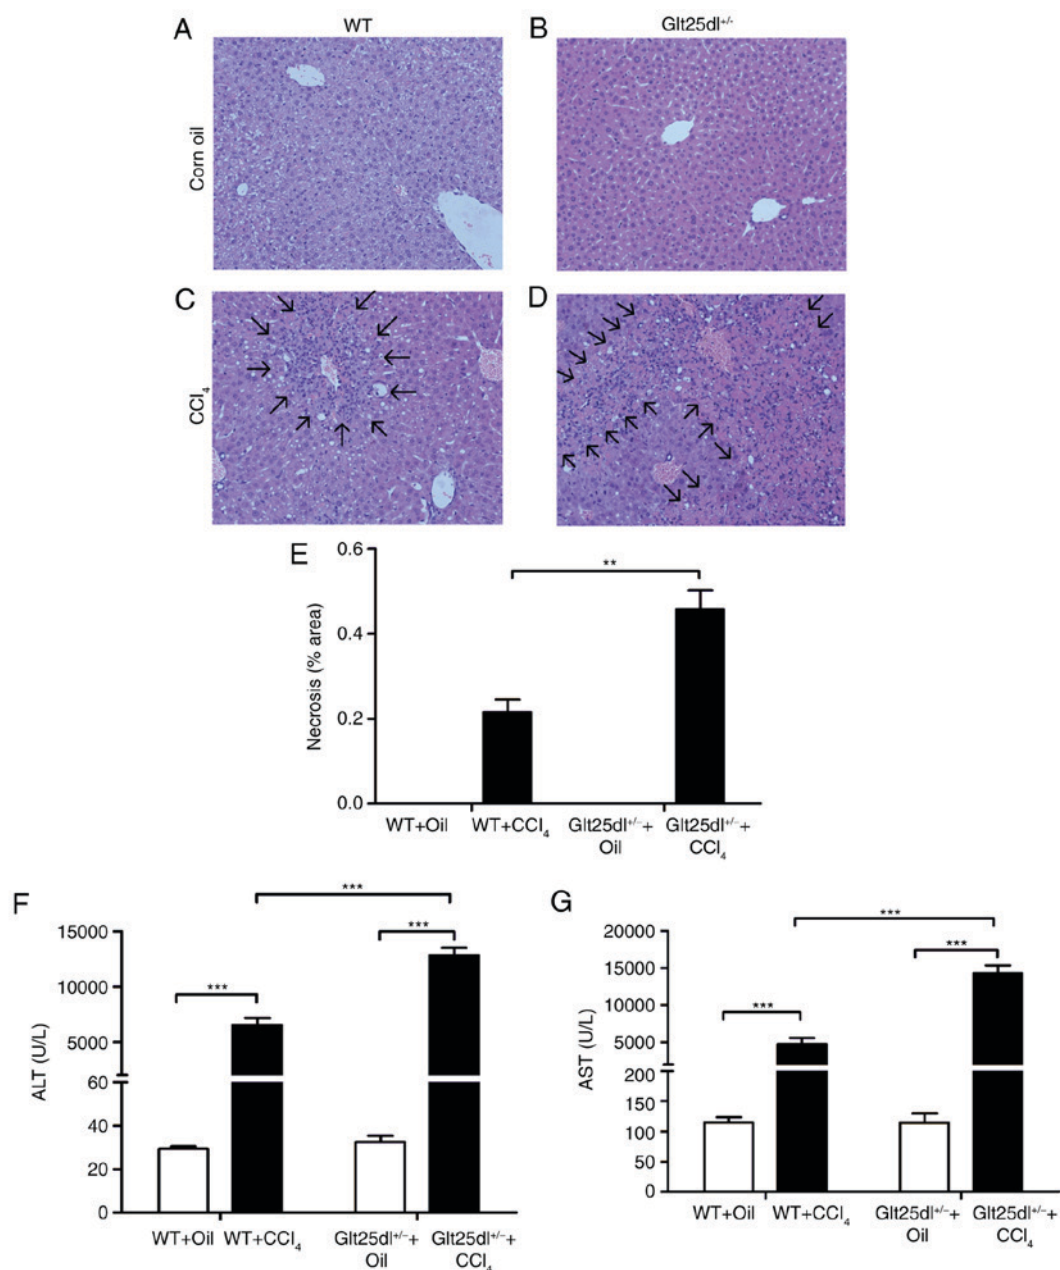 A
WT
B
Glt25dl+/-
Corn oil
C
D
CCl4
E
0.6
**
0.4
Necrosis (% area)
0.2
0.0
WT+Oil
WT+CCl4
Glt25dl+/-+
Oil
Glt25dl+/-+
CCl4
F
***
15000
***
10000
***
5000
ALT (U/L)
60
40
20
0
WT+Oil
WT+CCl4
Glt25dl+/-+
Oil
Glt25dl+/-+
CCl4
G
20000
***
15000
***
10000
***
5000
AST (U/L)
200
150
100
50
0
WT+Oil
WT+CCl4
Glt25dl+/-+
Oil
Glt25dl+/-+
CCl4